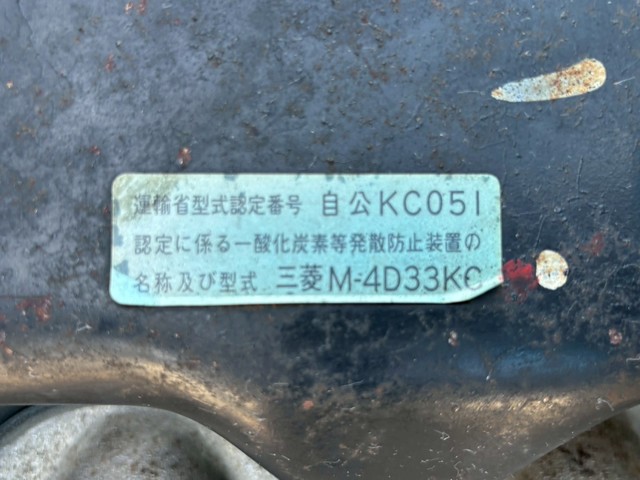 運輸省型式認定番号 自公KC051
認定に係る一酸化炭素等発散防止装置の
名称及び型式 三菱M-4D33KC